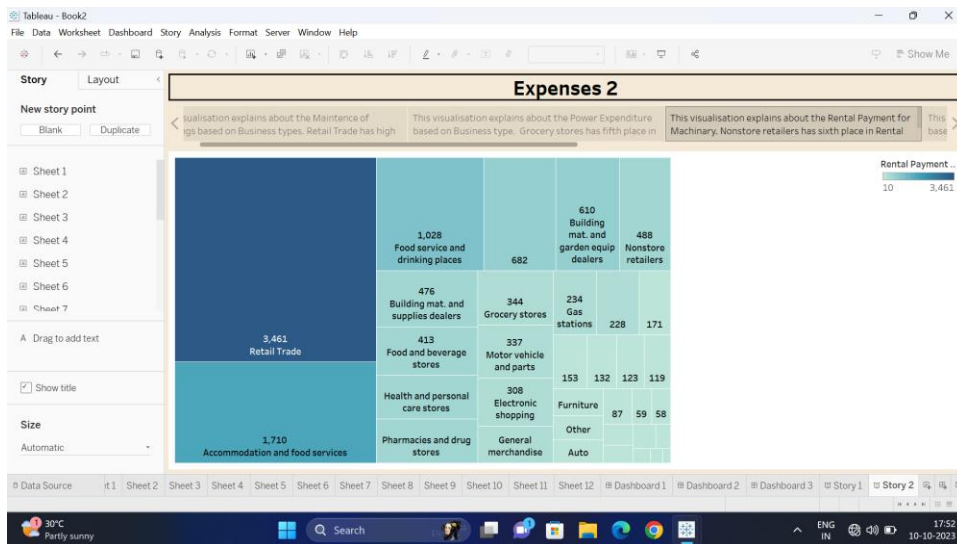 Tableau - Book2
File Data Worksheet Dashboard Story Analysis Format Server Window Help
Show Me
Story Layout
New story point
Blank Duplicate
Sheet 1
Sheet 2
Sheet 3
Sheet 4
Sheet 5
Sheet 6
Sheet 7
A Drag to add text
Show title
Size
Automatic
Expenses 2
sualisation explains about the Maintence of
gs based on Business types. Retail Trade has high
This visualisation explains about the Power Expenditure
based on Business type. Grocery stores has fifth place in
This visualisation explains about the Rental Payment for
Machinary. Nonstore retailers has sixth place in Rental
This
base
3,461
Retail Trade
1,710
Accommodation and food services
1,028
Food service and
drinking places
682
610
Building
mat. and
garden equip
dealers
488
Nonstore
retailers
476
Building mat. and
supplies dealers
413
Food and beverage
stores
Health and personal
care stores
Pharmacies and drug
stores
344
Grocery stores
337
Motor vehicle
and parts
308
Electronic
shopping
General
merchandise
234
Gas
stations
228
171
153
132
123
119
Furniture
Other
Auto
87
59
58
Rental Payment ..
10 3,461
Data Source
t 1 Sheet 2 Sheet 3 Sheet 4 Sheet 5 Sheet 6 Sheet 7 Sheet 8 Sheet 9 Sheet 10 Sheet 11 Sheet 12 Dashboard 1 Dashboard 2 Dashboard 3 Story 1 Story 2
1
30°C
Partly sunny
Search
ENG
IN
17:52
10-10-2023